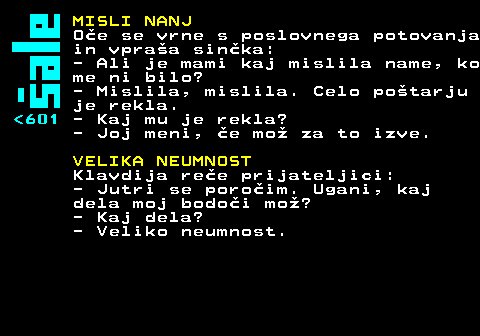 šale
<601
MISLI NANJ
Oče se vrne s poslovnega potovanja
in vpraša sinčka:
- Ali je mami kaj mislila name, ko
me ni bilo?
- Mislila, mislila. Celo poštarju
je rekla.
- Kaj mu je rekla?
- Joj meni, če mož za to izve.
VELIKA NEUMNOST
Klavdija reče prijateljici:
- Jutri se poročim. Ugani, kaj
dela moj bodoči mož?
- Kaj dela?
- Veliko neumnost.